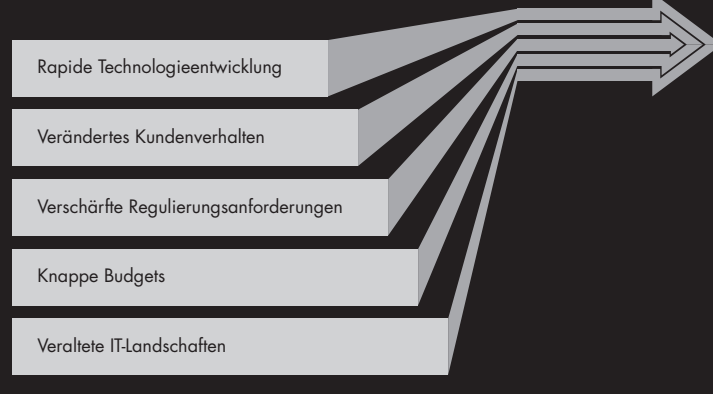 Rapide Technologieentwicklung
Verändertes Kundenverhalten
Verschärfte Regulierungsanforderungen
Knappe Budgets
Veraltete IT-Landschaften